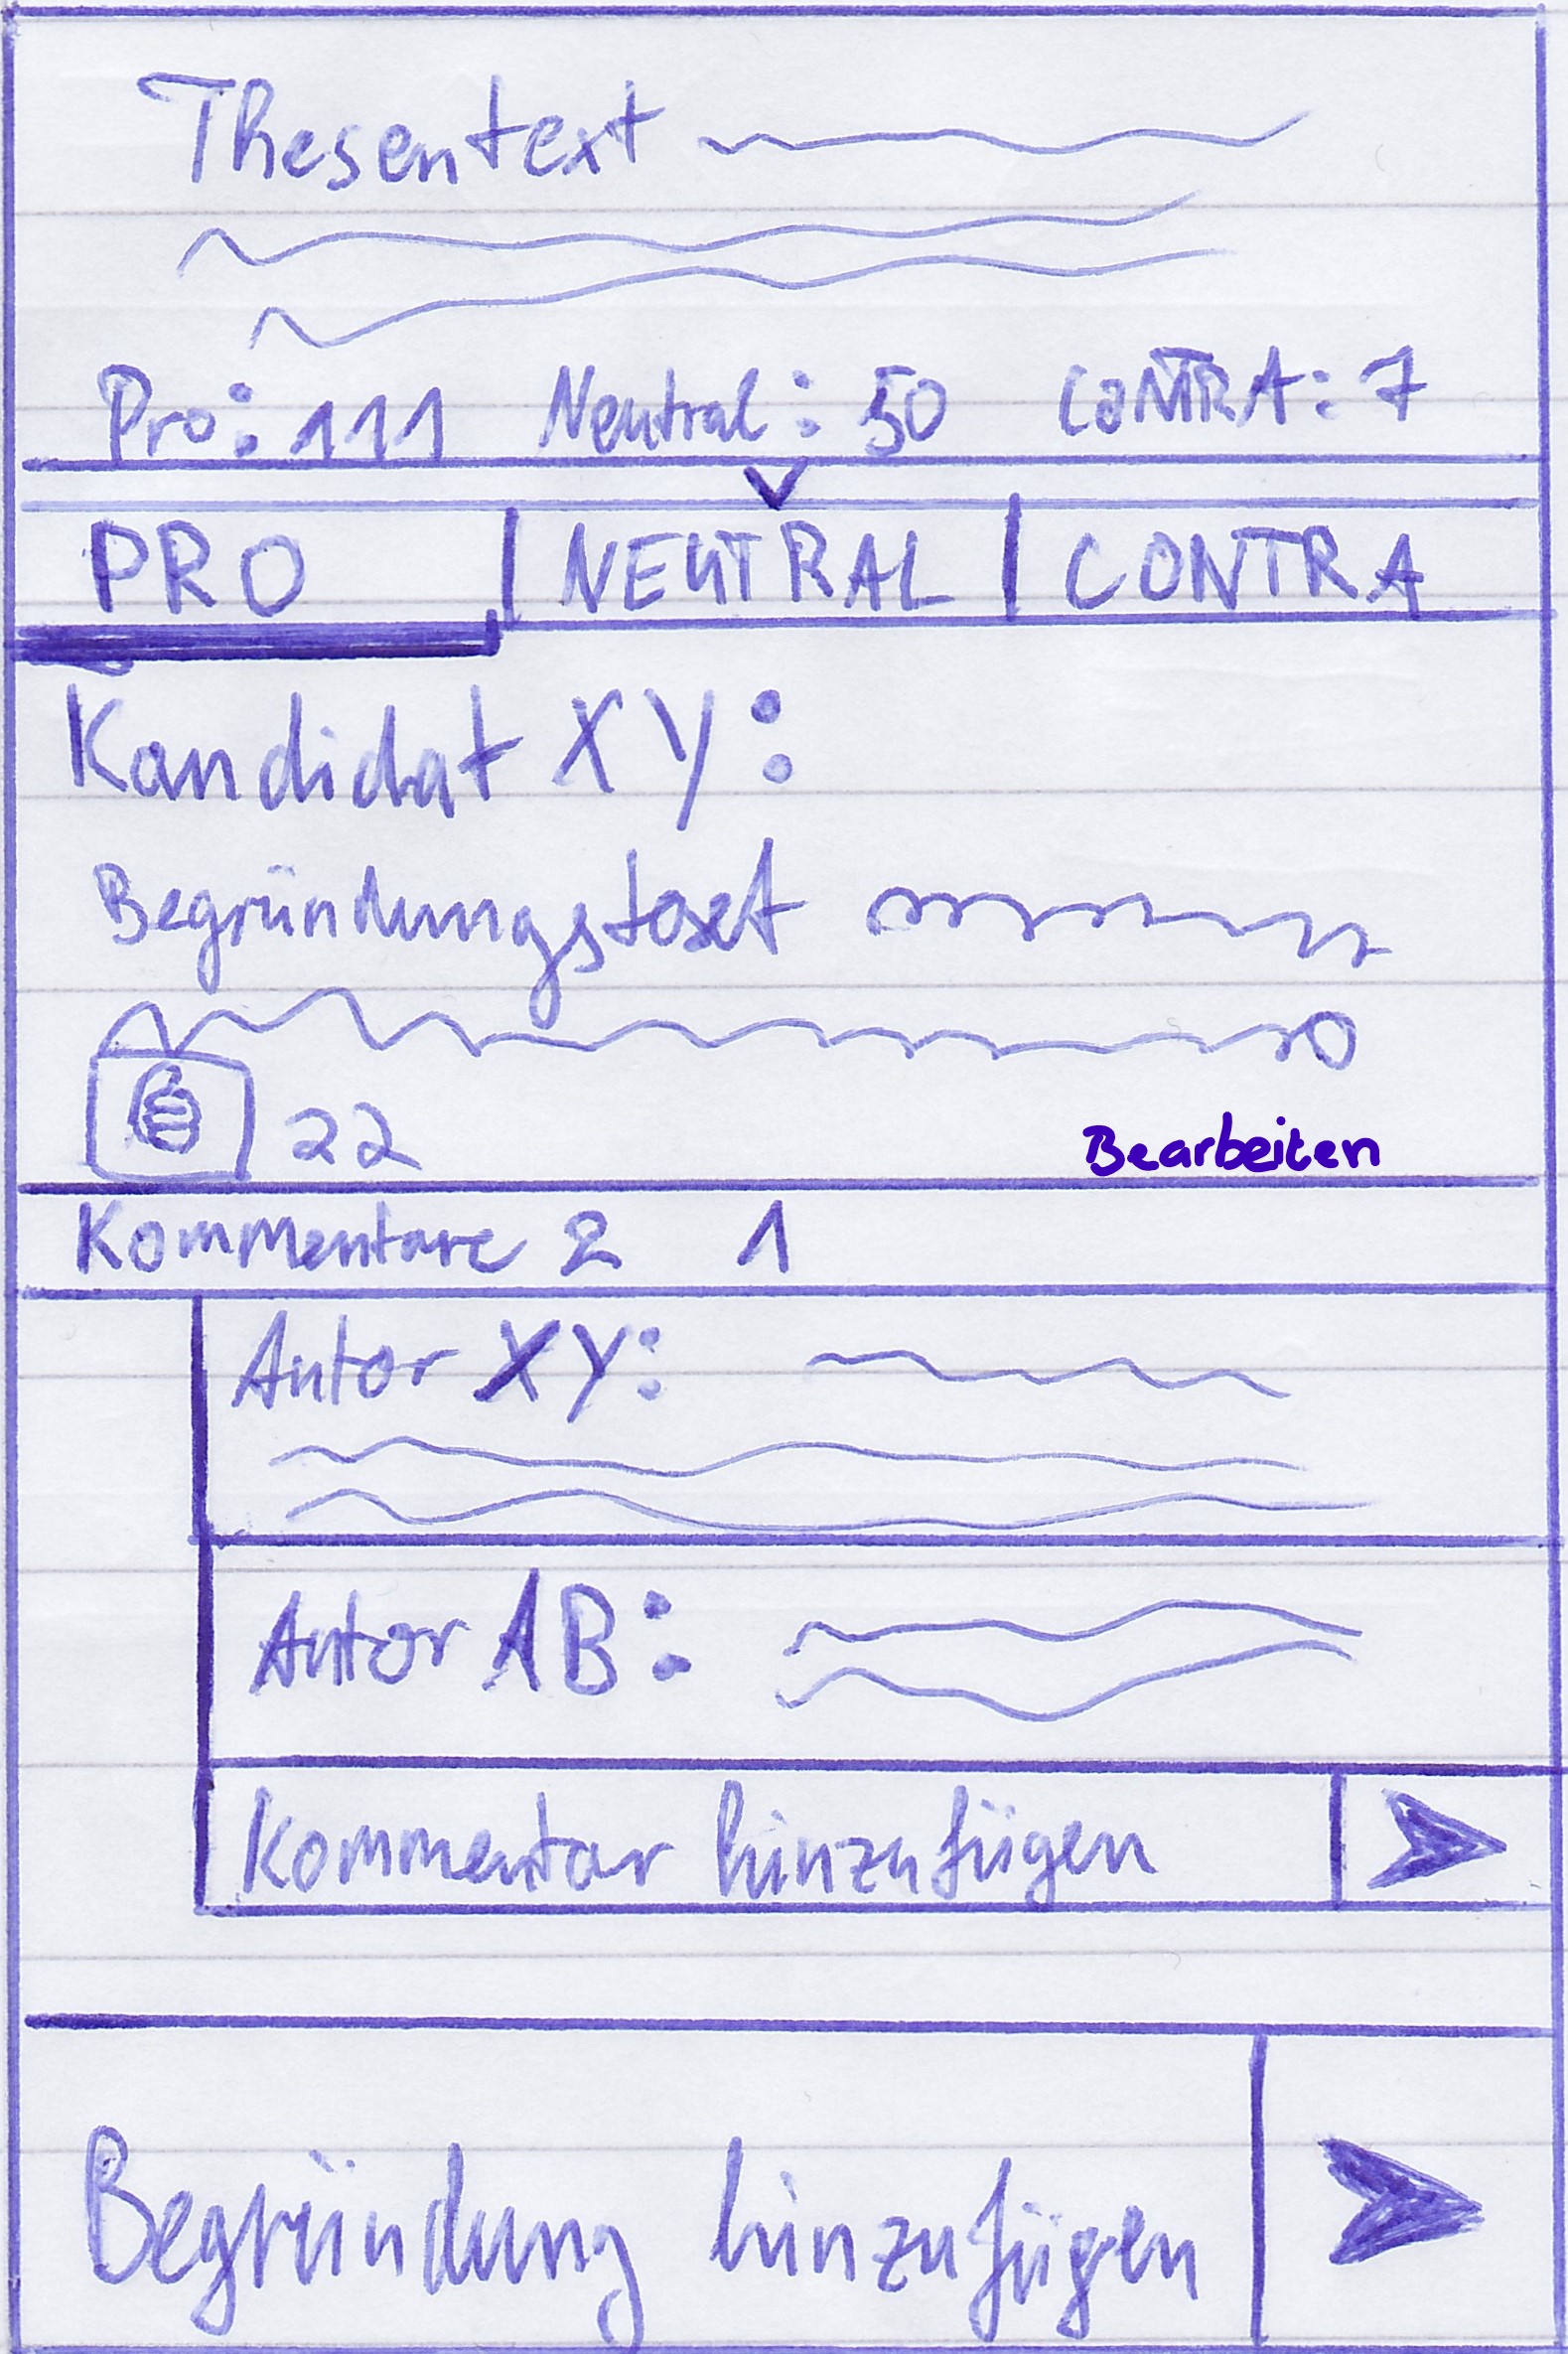 Thesentext
Pro: 111 Neutral: 50 CONTRA: 7
PRO NEUTRAL CONTRA
Kandidat XY:
Begründungstext
22 Bearbeiten
Kommentare 2 1
Autor XY:
Autor AB:
Kommentar hinzufügen
Begründung hinzufügen